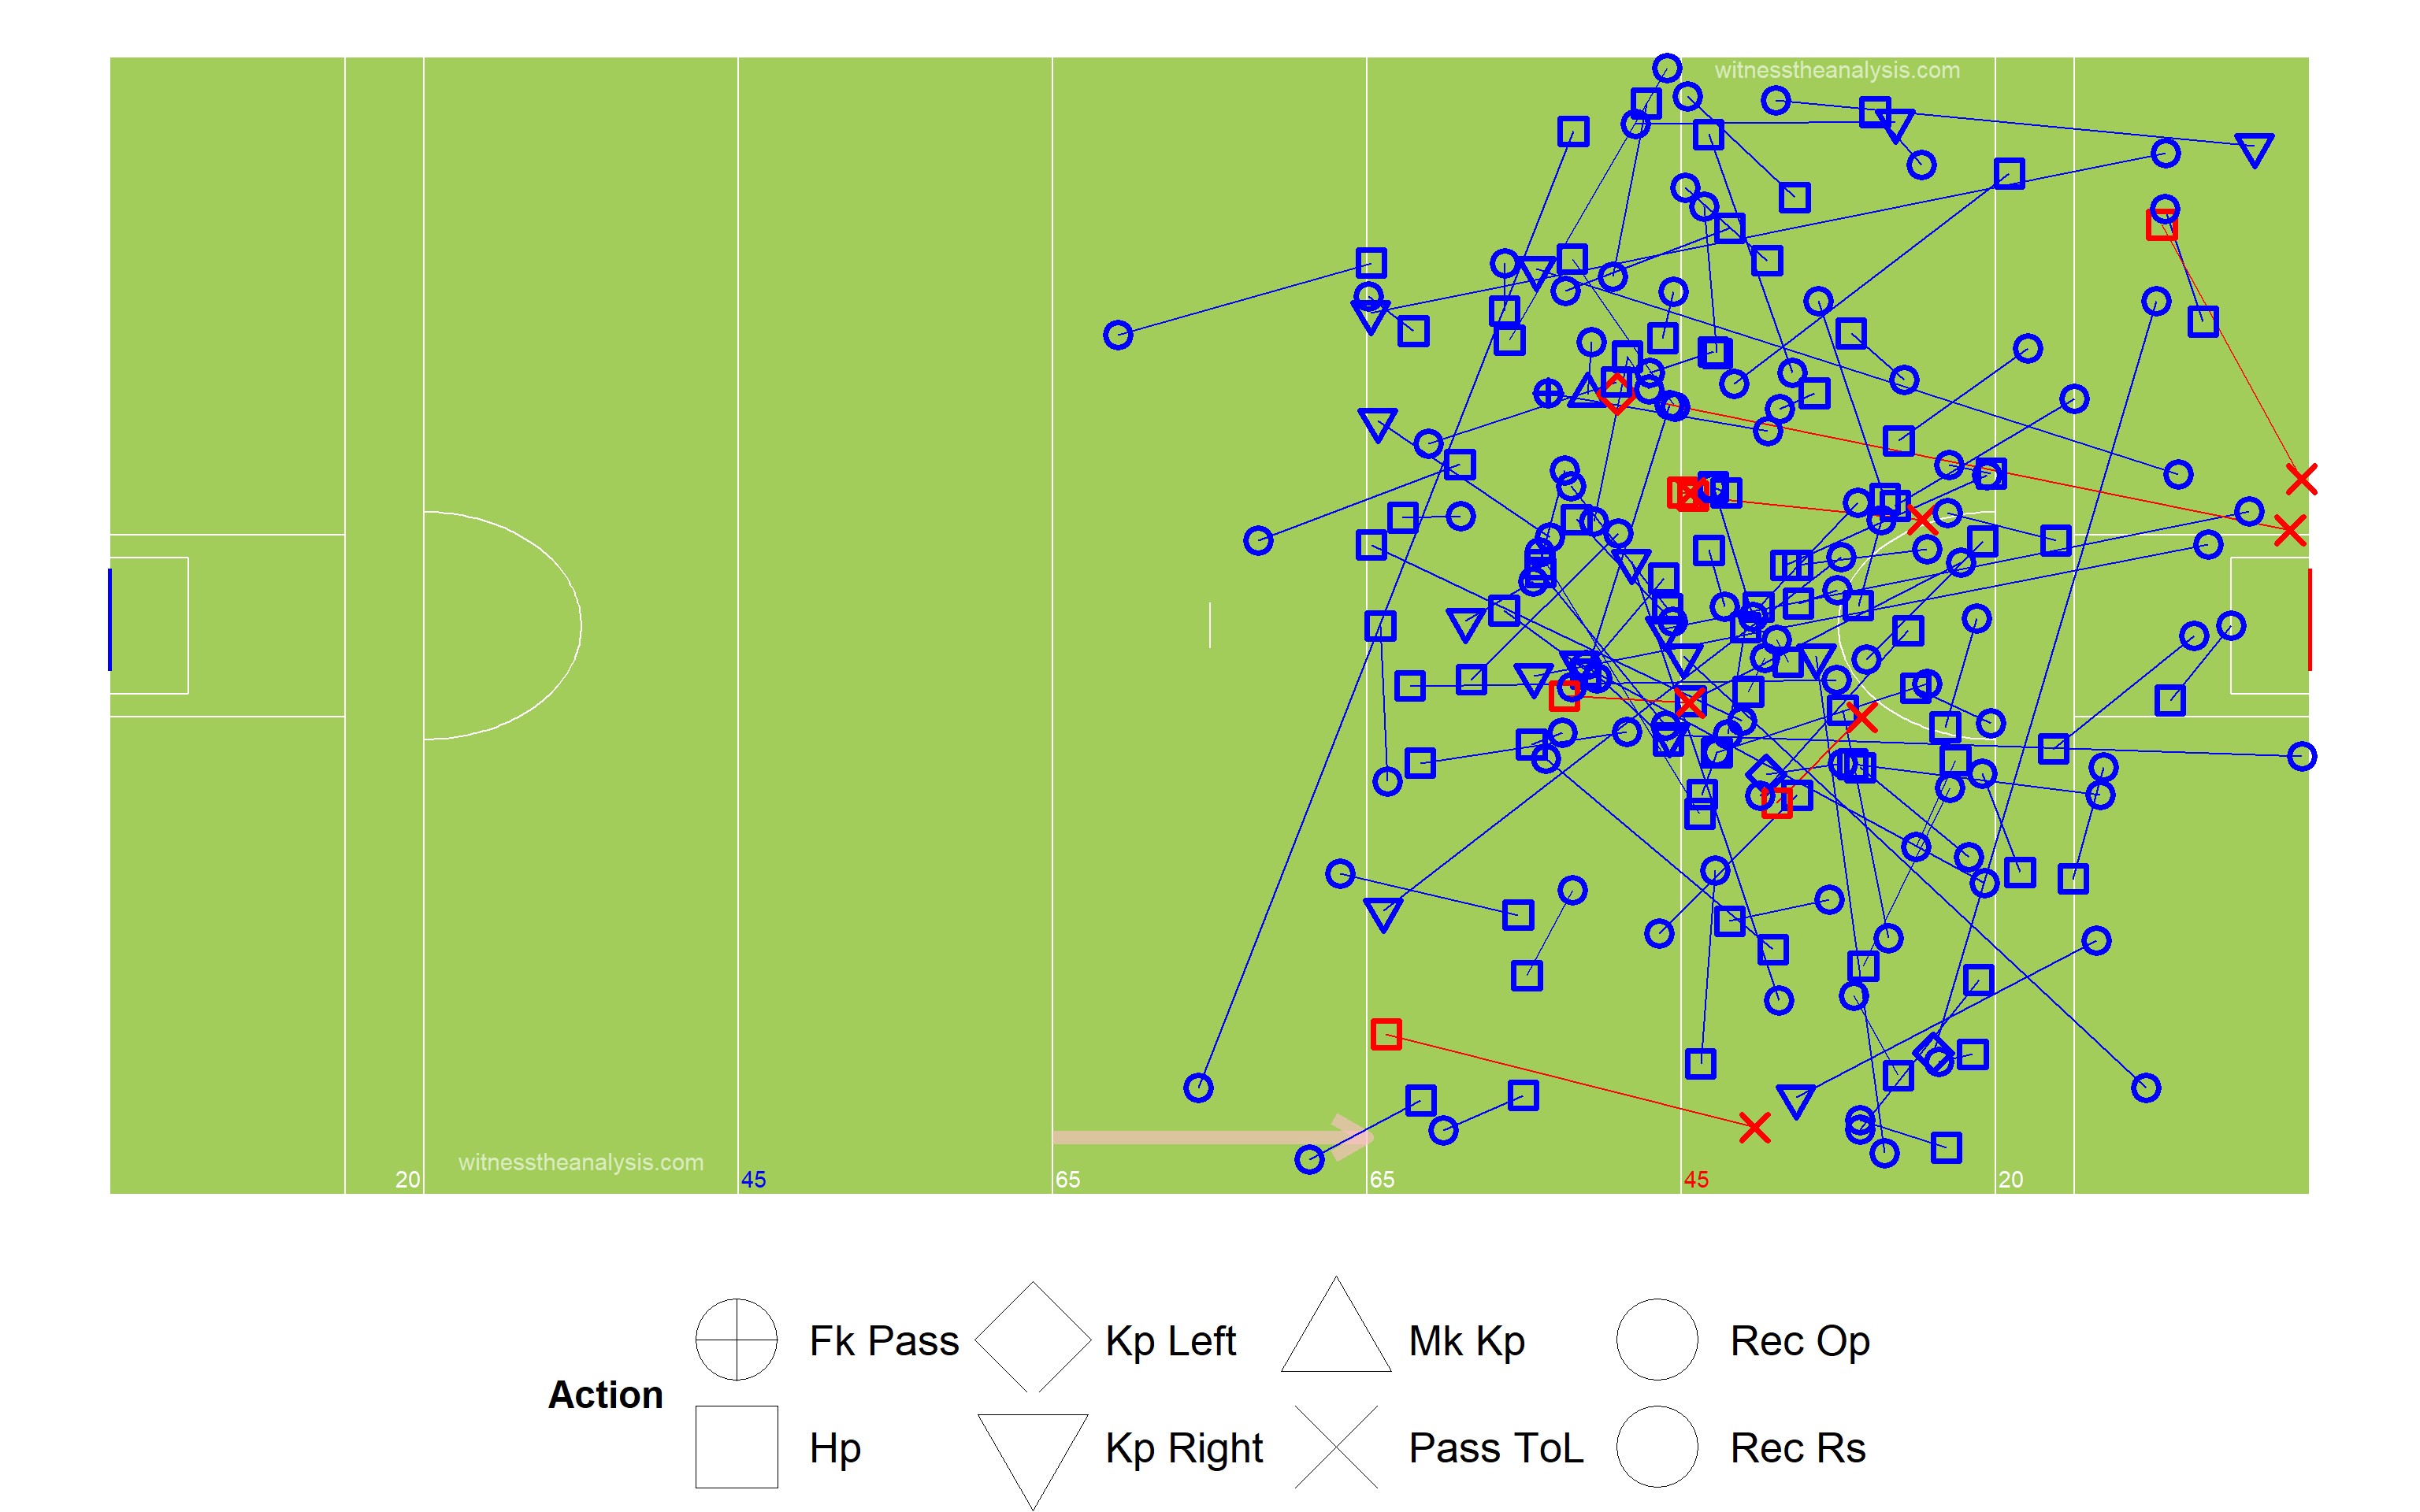 witnesstheanalysis.com
witnesstheanalysis.com
20 45 65 65 45 20
Fk Pass Kp Left Mk Kp Rec Op
Action
Hp Kp Right Pass ToL Rec Rs